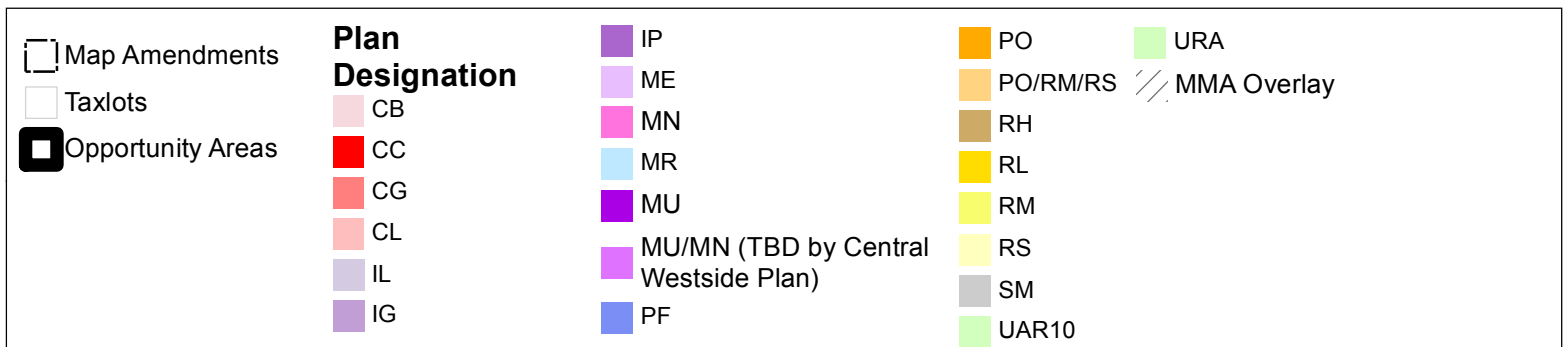 Map Amendments
Taxlots
Opportunity Areas
Plan
Designation
CB
CC
CG
CL
IL
IG
IP
ME
MN
MR
MU
MU/MN (TBD by Central
Westside Plan)
PF
PO
PO/RM/RS
RH
RL
RM
RS
SM
UAR10
URA
MMA Overlay